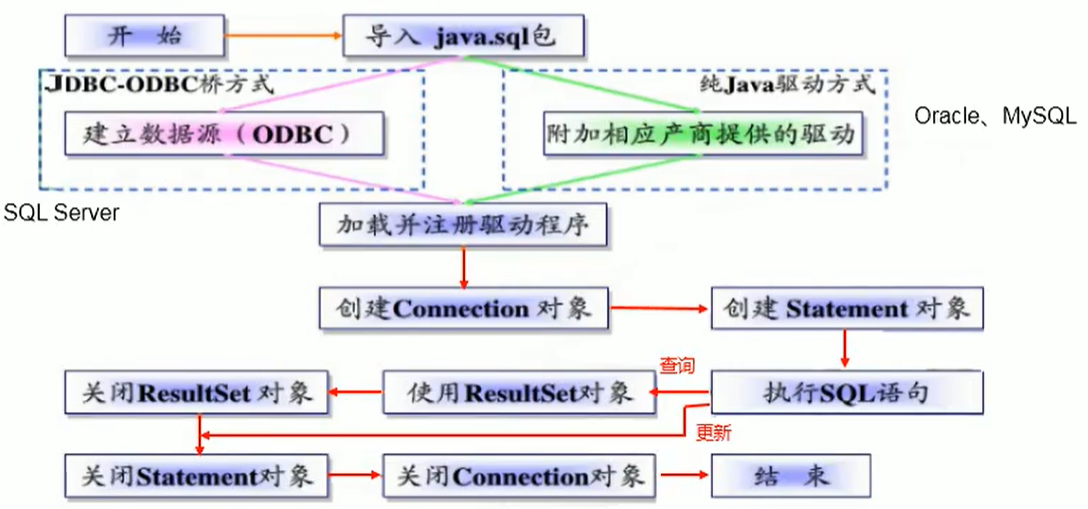 开 始
导入 java.sql包
JDBC-ODBC桥方式
纯Java驱动方式
建立数据源（ODBC）
附加相应产商提供的驱动
Oracle、MySQL
SQL Server
加载并注册驱动程序
创建Connection 对象
创建 Statement 对象
查询
关闭ResultSet 对象
使用ResultSet对象
执行SQL语句
更新
关闭Statement对象
关闭Connection对象
结 束